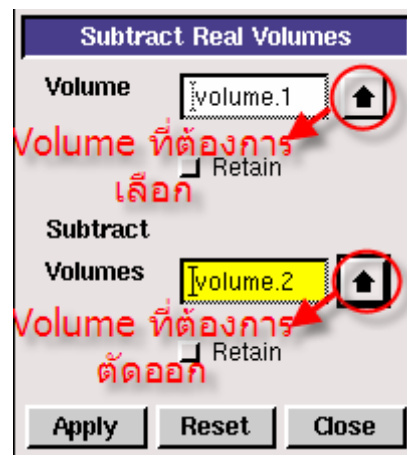 Subtract Real Volumes
Volume volume.1
Volume ที่ต้องการ
Retain
เลือก
Subtract
Volumes volume.2
Volume ที่ต้องการ
Retain
ตัดออก
Apply Reset Close